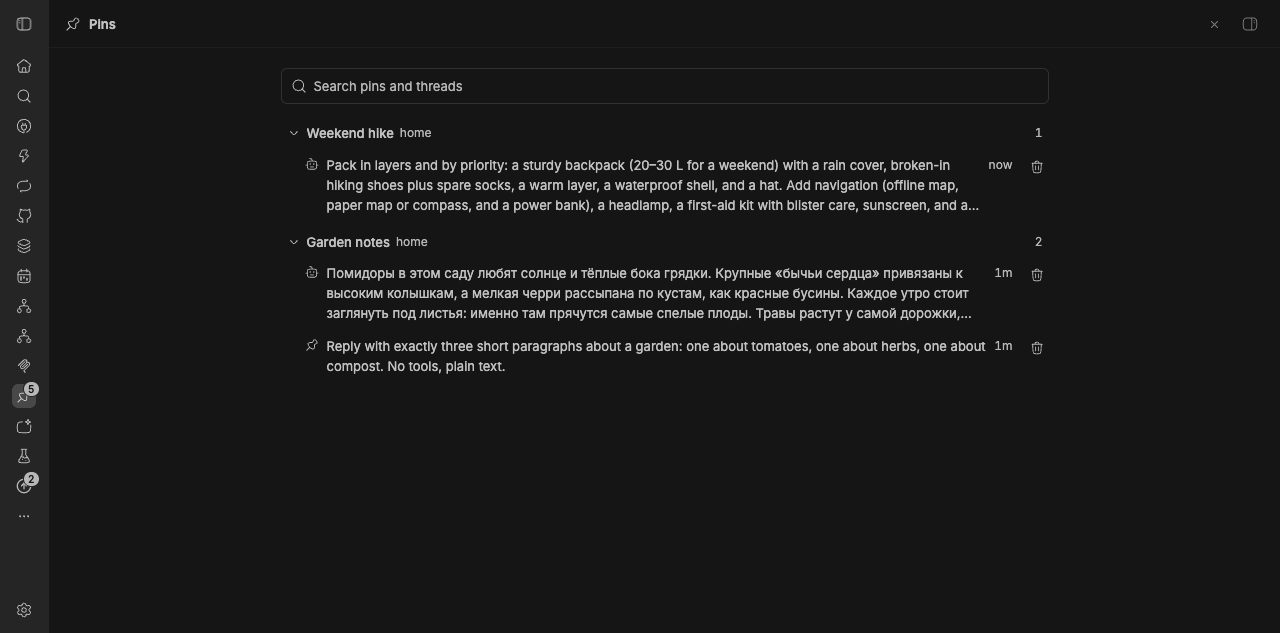 Pins
Search pins and threads
Weekend hike home 1
Pack in layers and by priority: a sturdy backpack (20–30 L for a weekend) with a rain cover, broken-in now
hiking shoes plus spare socks, a warm layer, a waterproof shell, and a hat. Add navigation (offline map,
paper map or compass, and a power bank), a headlamp, a first-aid kit with blister care, sunscreen, and a...
Garden notes home 2
Помидоры в этом саду любят солнце и тёплые бока грядки. Крупные «бычьи сердца» привязаны к 1m
высоким колышкам, а мелкая черри рассыпана по кустам, как красные бусины. Каждое утро стоит
заглянуть под листья: именно там прячутся самые спелые плоды. Травы растут у самой дорожки,...
Reply with exactly three short paragraphs about a garden: one about tomatoes, one about herbs, one about 1m
compost. No tools, plain text.
5
2